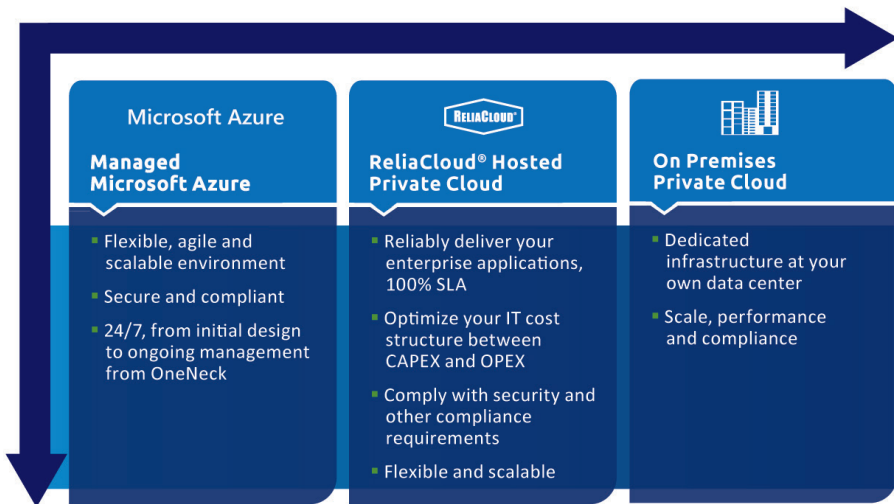 Microsoft Azure
Managed
Microsoft Azure
▪ Flexible, agile and
scalable environment
▪ Secure and compliant
▪ 24/7, from initial design
to ongoing management
from OneNeck
RELIACLOUD®
ReliaCloud® Hosted
Private Cloud
▪ Reliably deliver your
enterprise applications,
100% SLA
▪ Optimize your IT cost
structure between
CAPEX and OPEX
▪ Comply with security and
other compliance
requirements
▪ Flexible and scalable
On Premises
Private Cloud
▪ Dedicated
infrastructure at your
own data center
▪ Scale, performance
and compliance